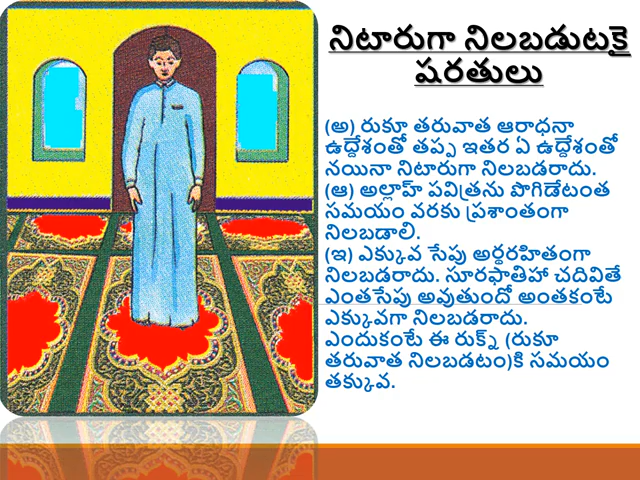 నిటారుగా నిలబడుటకై
షరతులు
(అ) రుకూ తరువాత ఆరాధనా
ఉద్దేశంతో తప్ప ఇతర ఏ ఉద్దేశంతో
నయినా నిటారుగా నిలబడరాదు.
(ఆ) అల్లాహ్ పవిత్రను పొగిడేటంత
సమయం వరకు ప్రశాంతంగా
నిలబడాలి.
(ఇ) ఎక్కువ సేపు అర్థరహితంగా
నిలబడరాదు. సూరఫాతిహా చదివితే
ఎంతసేపు అవుతుందో అంతకంటే
ఎక్కువగా నిలబడరాదు.
ఎందుకంటే ఈ రుక్న్ (రుకూ
తరువాత నిలబడటం)కి సమయం
తక్కువ.